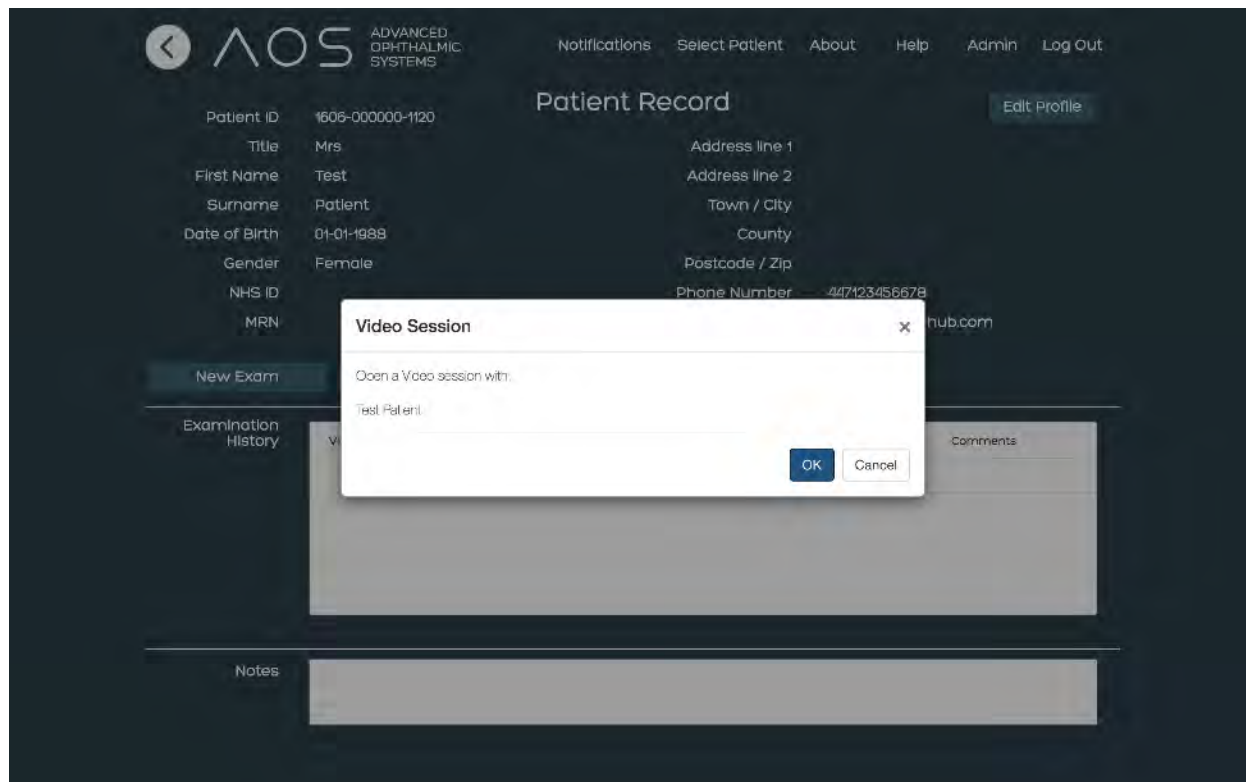 AOS
ADVANCED
OPHTHALMIC
SYSTEMS
Notifications Select Patient About Help Admin Log Out
Patient Record
Edit Profile
Patient ID 1606-000000-1120
Title Mrs
First Name Test
Surname Patient
Date of Birth 01-01-1988
Gender Female
NHS ID
MRN
Address line 1
Address line 2
Town / City
County
Postcode / Zip
Phone Number 447123456678
hub.com
Video Session ×
Open a Video session with:
Test Patient
OK Cancel
New Exam
Examination
History
Comments
Notes